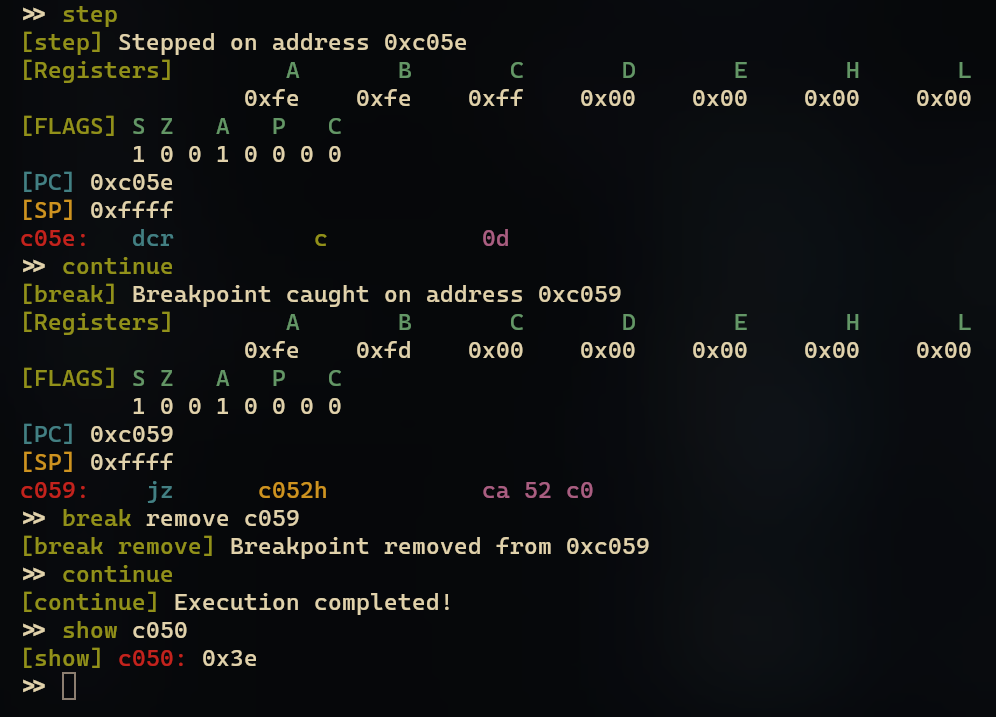 >> step
[step] Stepped on address 0xc05e
[Registers] A B C D E H L
0xfe 0xfe 0xff 0x00 0x00 0x00 0x00
[FLAGS] S Z A P C
1 0 0 1 0 0 0 0
[PC] 0xc05e
[SP] 0xffff
c05e: dcr c 0d
>> continue
[break] Breakpoint caught on address 0xc059
[Registers] A B C D E H L
0xfe 0xfd 0x00 0x00 0x00 0x00 0x00
[FLAGS] S Z A P C
1 0 0 1 0 0 0 0
[PC] 0xc059
[SP] 0xffff
c059: jz c052h ca 52 c0
>> break remove c059
[break remove] Breakpoint removed from 0xc059
>> continue
[continue] Execution completed!
>> show c050
[show] c050: 0x3e
>>